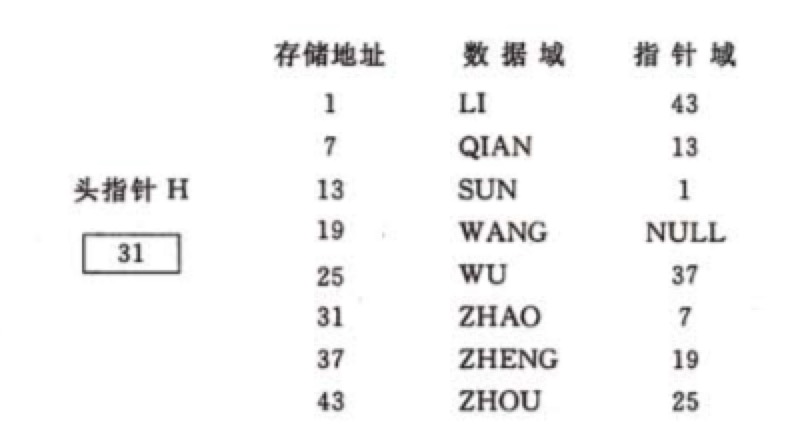 存储地址 数据域 指针域
1 LI 43
7 QIAN 13
头指针 H 13 SUN 1
19 WANG NULL
31
25 WU 37
31 ZHAO 7
37 ZHENG 19
43 ZHOU 25